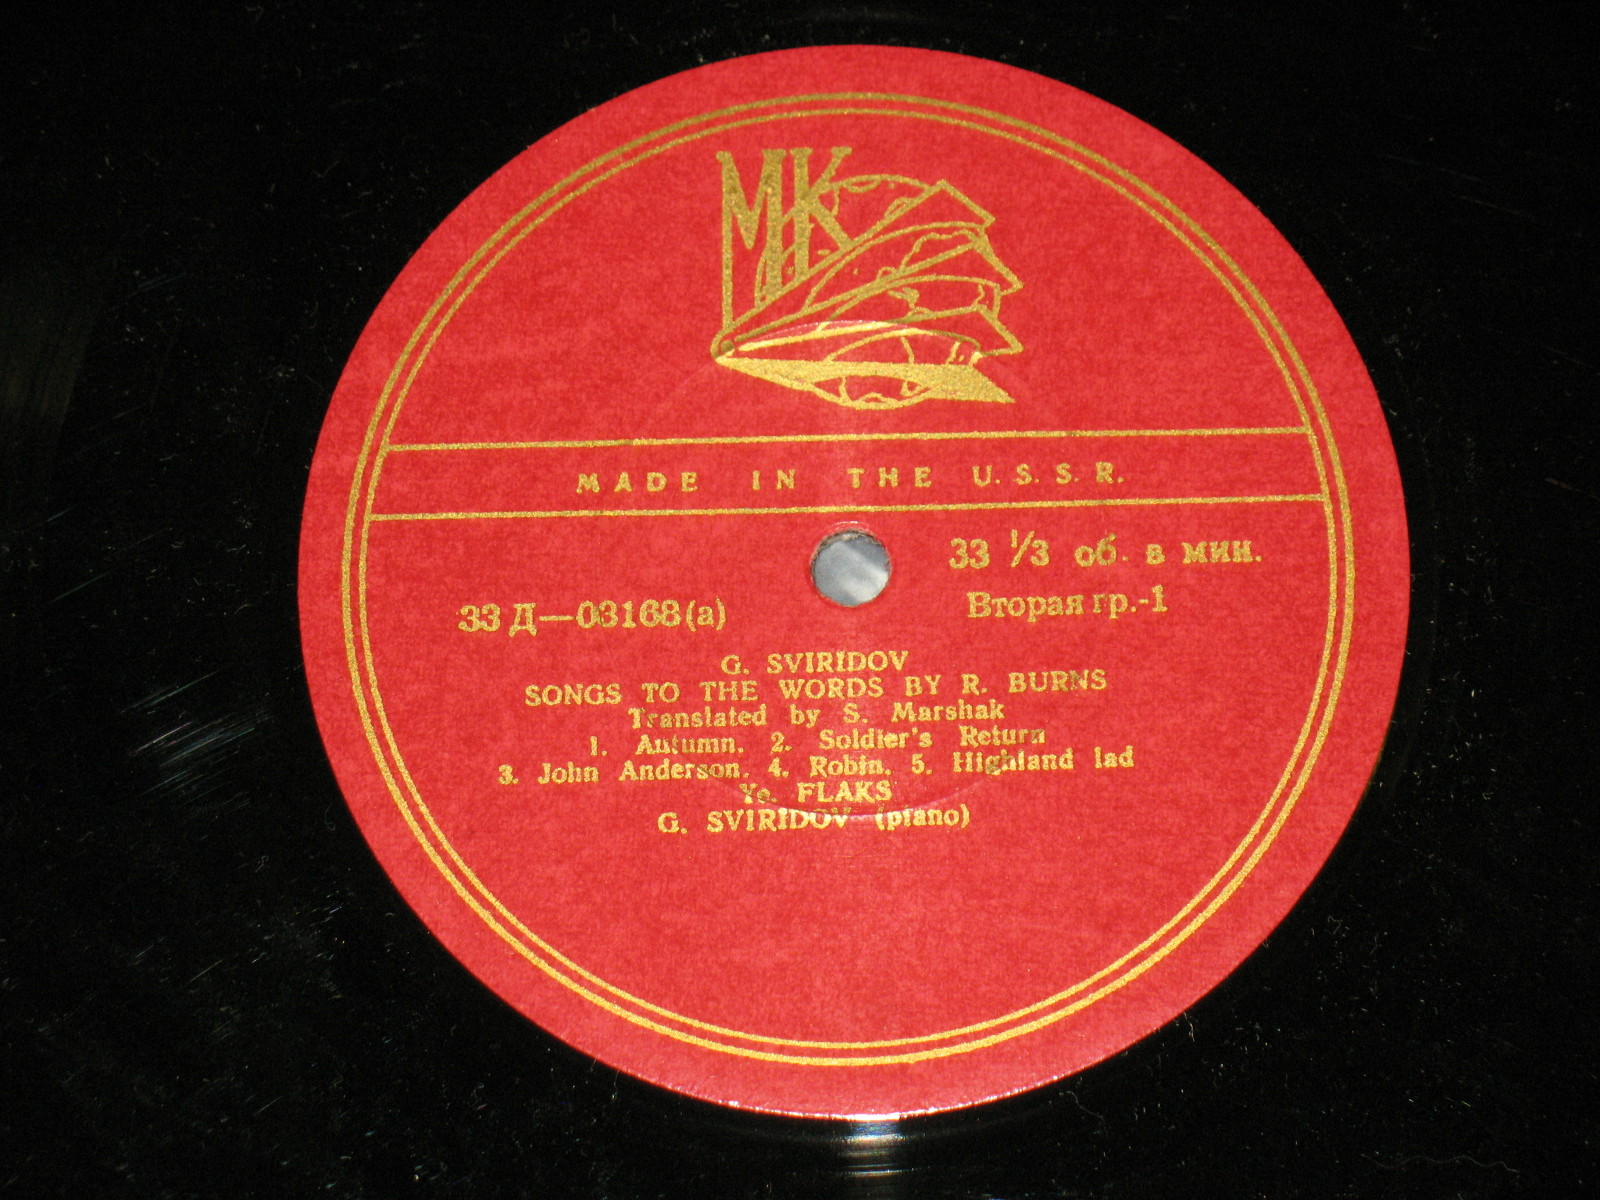 МК
MADE IN THE U.S.S.R.
33 1/3 об. в мин.
33 Д—03168(а)
Вторая гр.-1
G. SVIRIDOV
SONGS TO THE WORDS BY R. BURNS
Translated by S. Marshak
1. Autumn. 2. Soldier's Return
3. John Anderson. 4. Robin. 5. Highland lad
Ye. FLAKS
G. SVIRIDOV (piano)